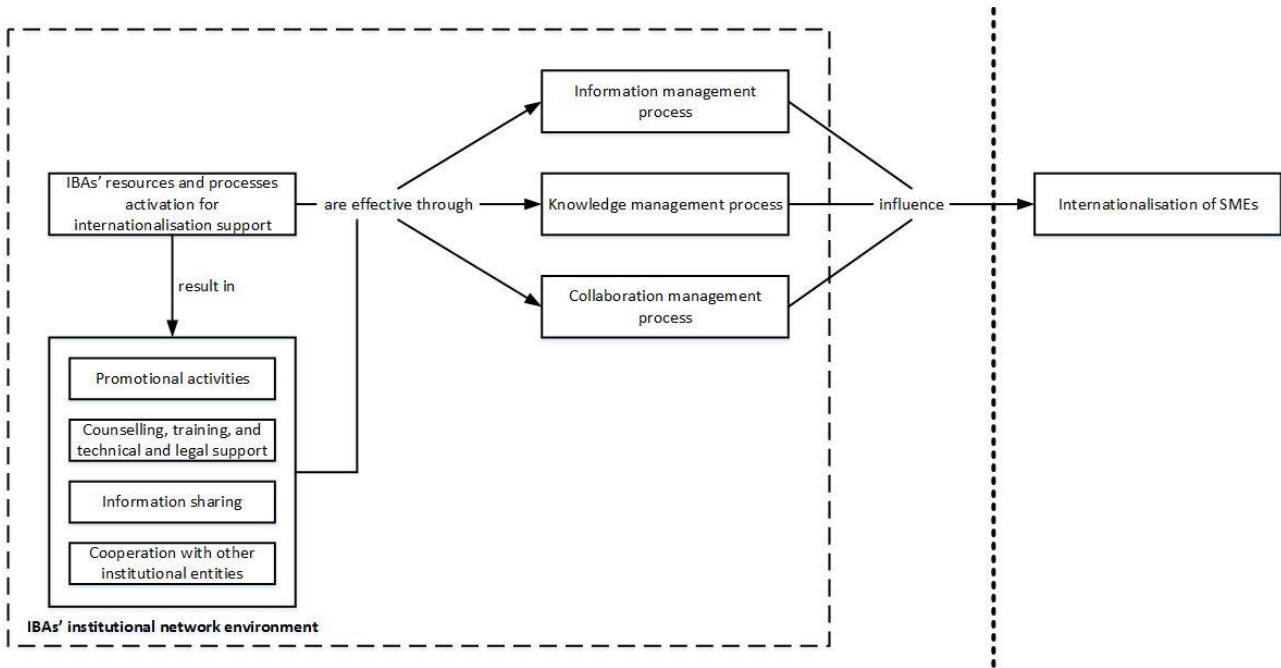 Information management
process
IBAs' resources and processes
activation for
internationalisation support
are effective through
Knowledge management process
influence
Internationalisation of SMEs
result in
Collaboration management
process
Promotional activities
Counselling, training, and
technical and legal support
Information sharing
Cooperation with other
institutional entities
IBAs' institutional network environment